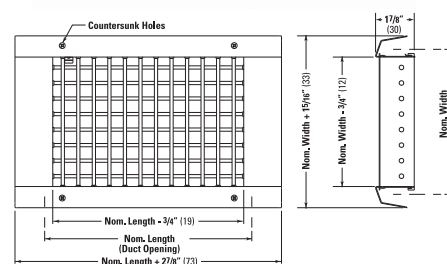 Countersunk Holes
17/8" (30)
Nom. Width + 15/16" (33)
Nom. Width - 3/4" (12)
Nom. Width
Nom. Length - 3/4" (19)
Nom. Length
(Duct Opening)
Nom. Length + 27/8" (73)